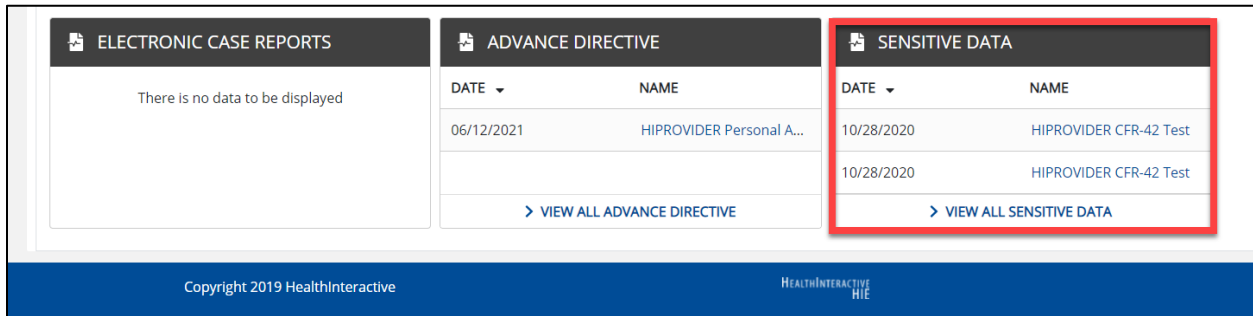 ELECTRONIC CASE REPORTS
There is no data to be displayed
ADVANCE DIRECTIVE
DATE NAME
06/12/2021 HIPROVIDER Personal A...
VIEW ALL ADVANCE DIRECTIVE
SENSITIVE DATA
DATE NAME
10/28/2020 HIPROVIDER CFR-42 Test
10/28/2020 HIPROVIDER CFR-42 Test
VIEW ALL SENSITIVE DATA
Copyright 2019 HealthInteractive
HEALTHINTERACTIVE
HIE